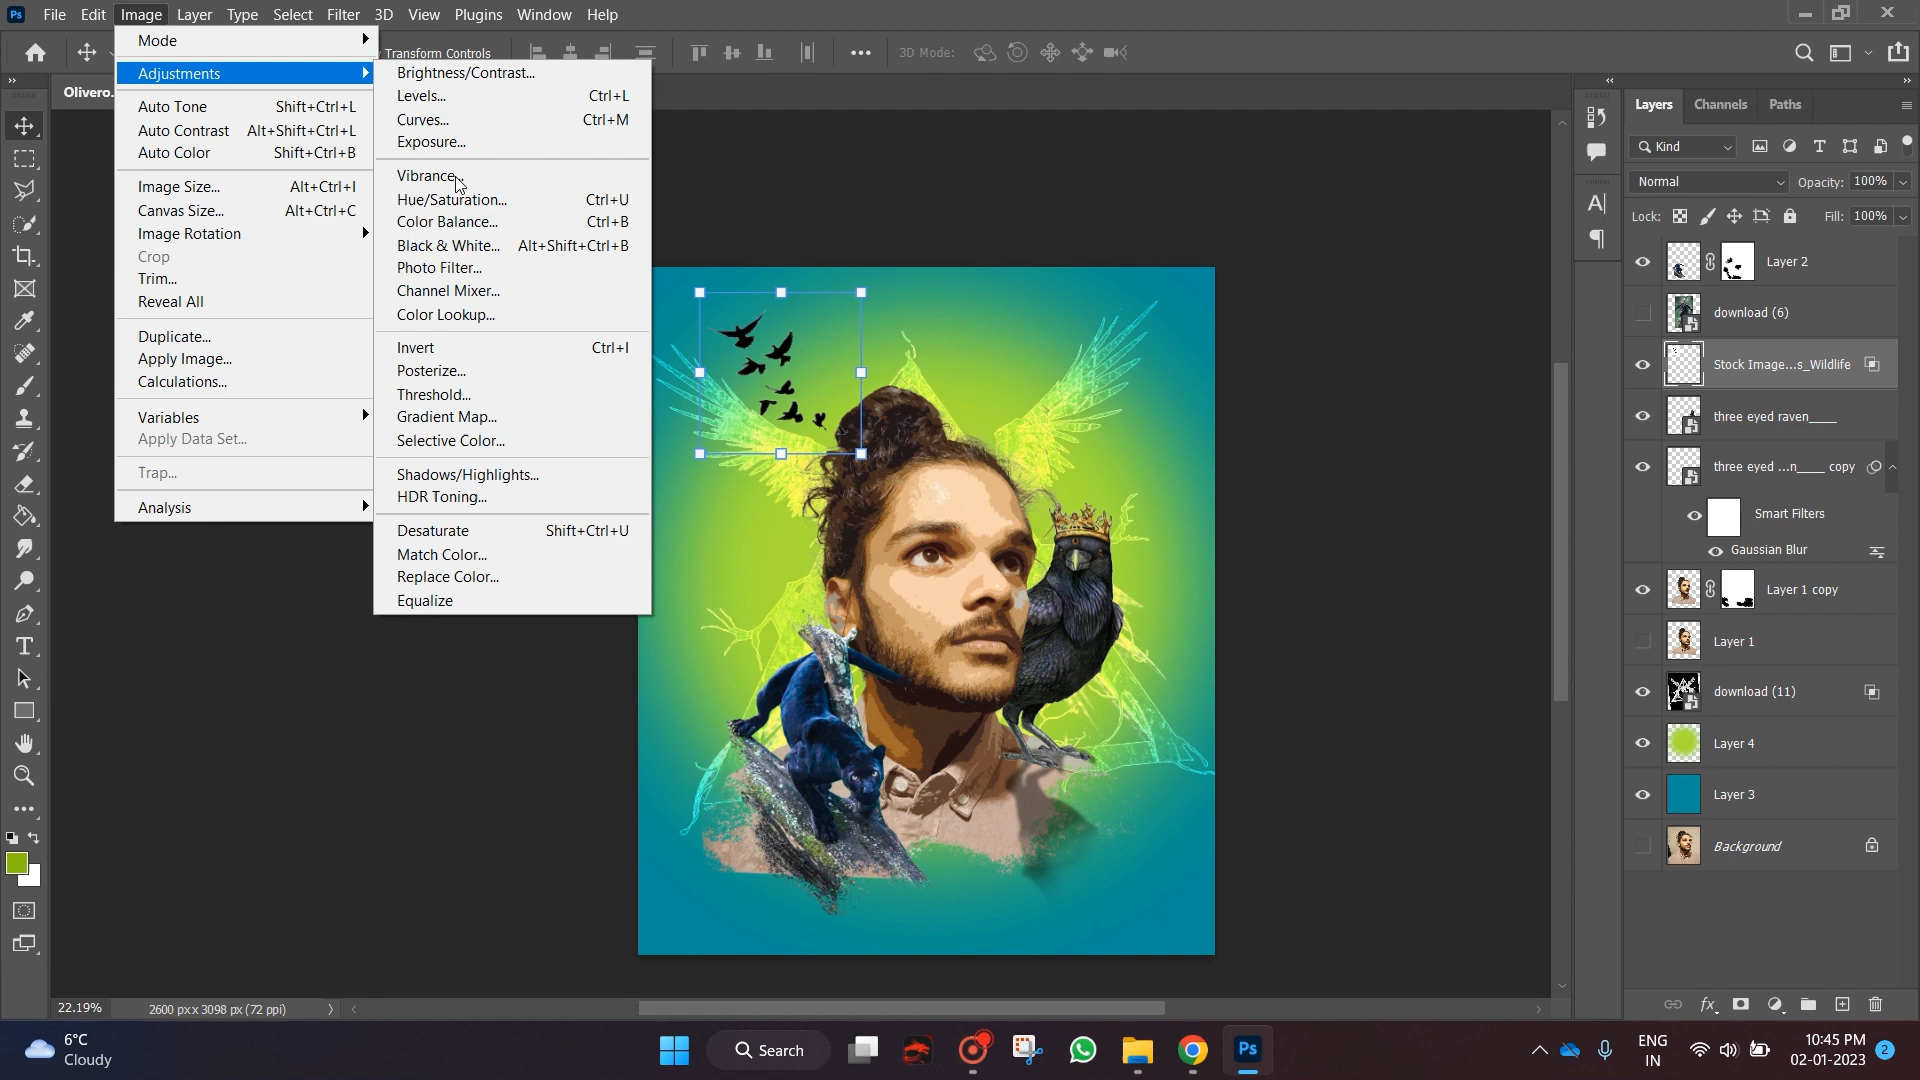 Ps File Edit Image Layer Type Select Filter 3D View Plugins Window Help
Transform Controls 3D Mode:
Olivero.
Mode
Adjustments
Auto Tone Shift+Ctrl+L
Auto Contrast Alt+Shift+Ctrl+L
Auto Color Shift+Ctrl+B
Image Size... Alt+Ctrl+I
Canvas Size... Alt+Ctrl+C
Image Rotation
Crop
Trim...
Reveal All
Duplicate...
Apply Image...
Calculations...
Variables
Apply Data Set...
Trap...
Analysis
Brightness/Contrast...
Levels... Ctrl+L
Curves... Ctrl+M
Exposure...
Vibrance...
Hue/Saturation... Ctrl+U
Color Balance... Ctrl+B
Black & White... Alt+Shift+Ctrl+B
Photo Filter...
Channel Mixer...
Color Lookup...
Invert Ctrl+I
Posterize...
Threshold...
Gradient Map...
Selective Color...
Shadows/Highlights...
HDR Toning...
Desaturate Shift+Ctrl+U
Match Color...
Replace Color...
Equalize
Layers Channels Paths
Kind
Normal Opacity: 100%
Lock: Fill: 100%
Layer 2
download (6)
Stock Image...s_Wildlife
three eyed raven____
three eyed ...n____ copy
Smart Filters
Gaussian Blur
Layer 1 copy
Layer 1
download (11)
Layer 4
Layer 3
Background
22.19% 2600 px x 3098 px (72 ppi)
6°C
Cloudy
Search
Ps
ENG
IN
10:45 PM
02-01-2023
2